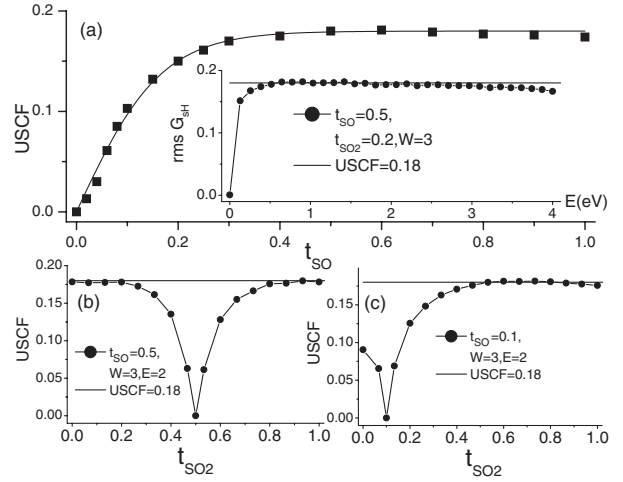 (a)
USCF
0.2
0.1
0.0
0.0 0.2 0.4 0.6 0.8 1.0
t_SO
rms G_sH
0.2
0.1
0.0
0 1 2 3 4
E(eV)
t_SO=0.5,
t_SO2=0.2,W=3
USCF=0.18
(b)
USCF
0.20
0.15
0.10
0.05
0.00
0.0 0.2 0.4 0.6 0.8 1.0
t_SO2
t_SO=0.5,
W=3,E=2
USCF=0.18
(c)
USCF
0.15
0.10
0.05
0.00
0.0 0.2 0.4 0.6 0.8 1.0
t_SO2
t_SO=0.1,
W=3,E=2
USCF=0.18